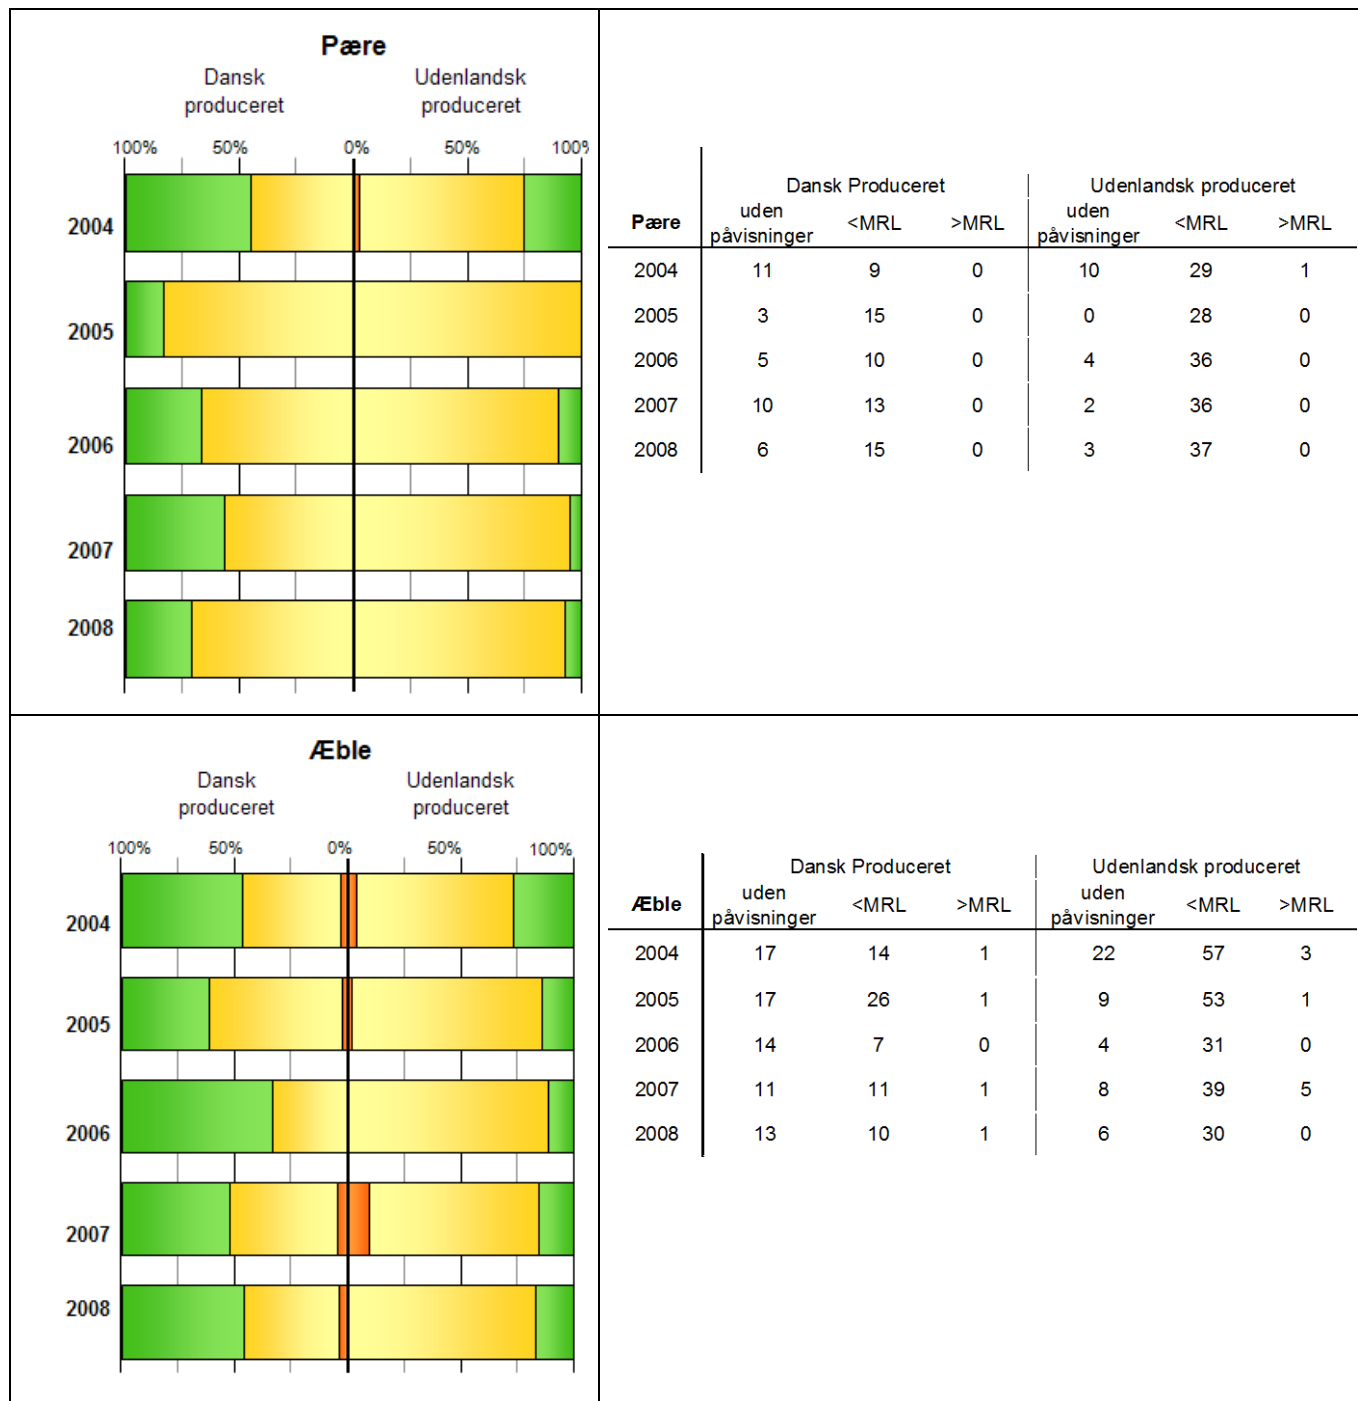 Pære
Dansk produceret
Udenlandsk produceret
100% 50% 0% 50% 100%
2004
2005
2006
2007
2008
Dansk Produceret Udenlandsk produceret
Pære uden påvisninger <MRL >MRL uden påvisninger <MRL >MRL
2004 11 9 0 10 29 1
2005 3 15 0 0 28 0
2006 5 10 0 4 36 0
2007 10 13 0 2 36 0
2008 6 15 0 3 37 0
Æble
Dansk produceret
Udenlandsk produceret
100% 50% 0% 50% 100%
2004
2005
2006
2007
2008
Dansk Produceret Udenlandsk produceret
Æble uden påvisninger <MRL >MRL uden påvisninger <MRL >MRL
2004 17 14 1 22 57 3
2005 17 26 1 9 53 1
2006 14 7 0 4 31 0
2007 11 11 1 8 39 5
2008 13 10 1 6 30 0